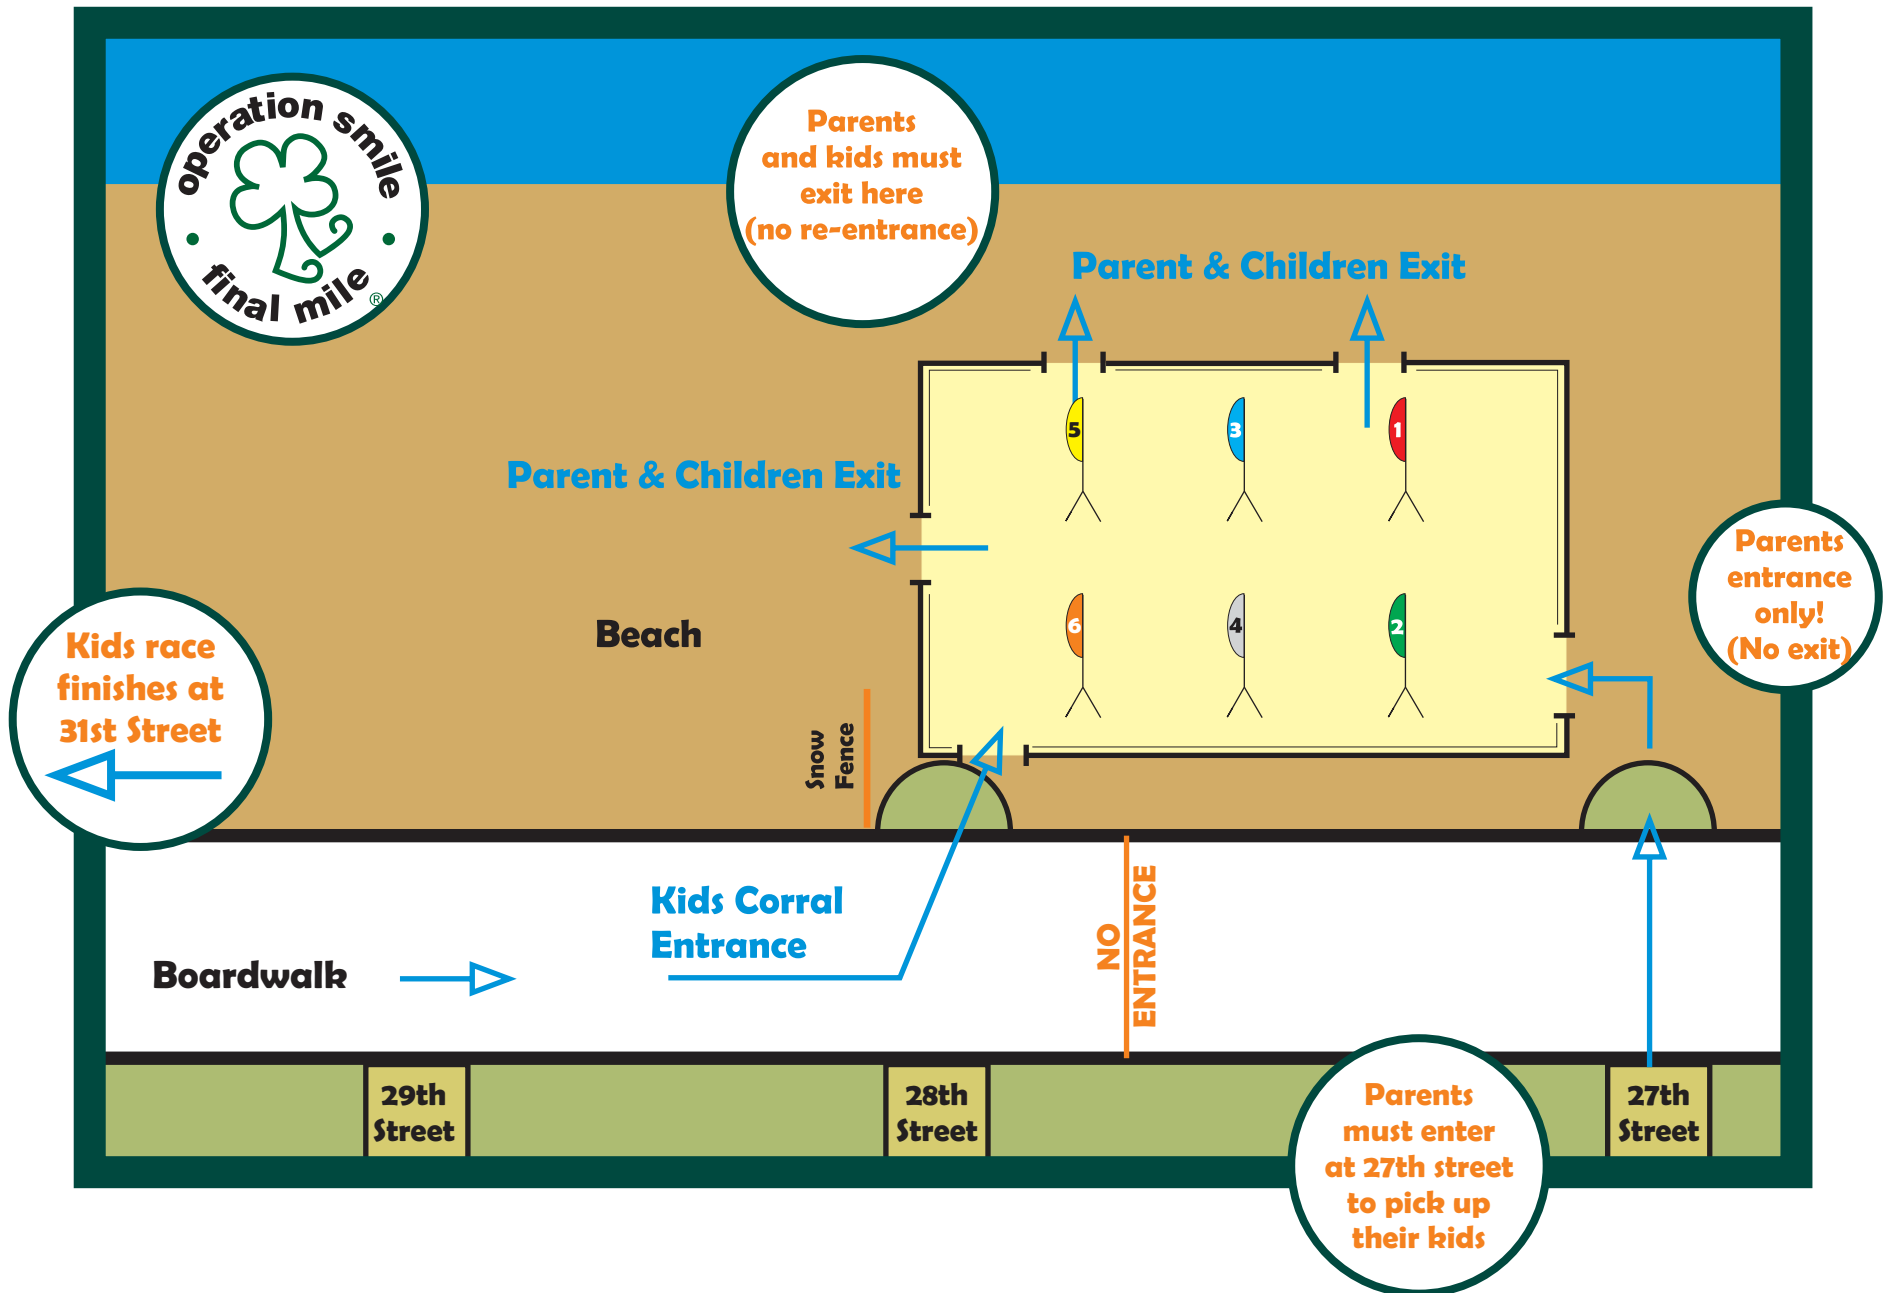 operation smile
final mile®
Parents
and kids must
exit here
(no re-entrance)
Parent & Children Exit
5
3
1
Parent & Children Exit
Parents
entrance
only!
(No exit)
6
4
2
Beach
Kids race
finishes at
31st Street
Snow
Fence
Kids Corral
Entrance
NO
ENTRANCE
Boardwalk
29th
Street
28th
Street
27th
Street
Parents
must enter
at 27th street
to pick up
their kids